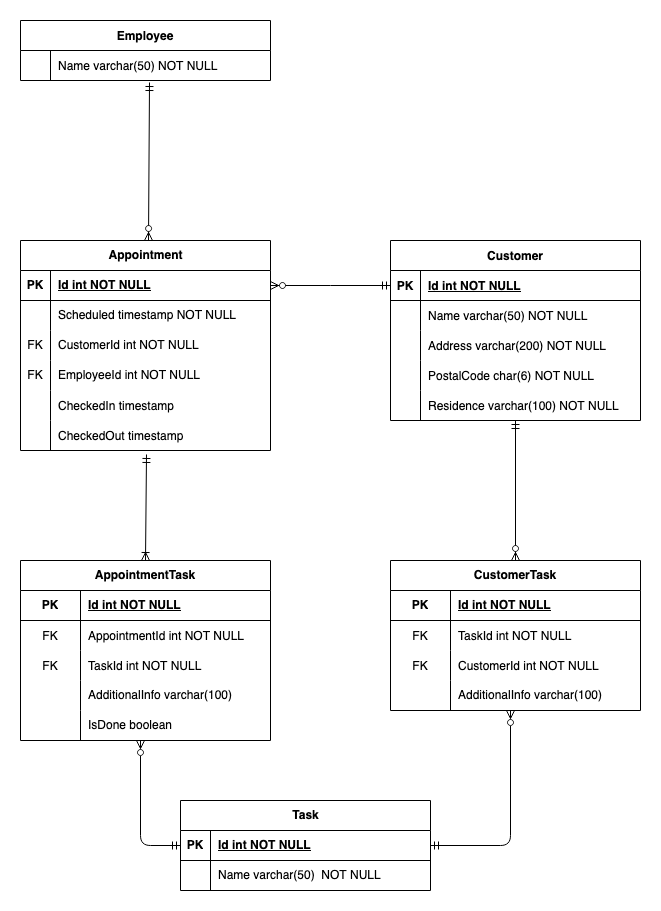 Employee
Name varchar(50) NOT NULL
Appointment
PK Id int NOT NULL
Scheduled timestamp NOT NULL
FK CustomerId int NOT NULL
FK EmployeeId int NOT NULL
CheckedIn timestamp
CheckedOut timestamp
Customer
PK Id int NOT NULL
Name varchar(50) NOT NULL
Address varchar(200) NOT NULL
PostalCode char(6) NOT NULL
Residence varchar(100) NOT NULL
AppointmentTask
PK Id int NOT NULL
FK AppointmentId int NOT NULL
FK TaskId int NOT NULL
AdditionalInfo varchar(100)
IsDone boolean
CustomerTask
PK Id int NOT NULL
FK TaskId int NOT NULL
FK CustomerId int NOT NULL
AdditionalInfo varchar(100)
Task
PK Id int NOT NULL
Name varchar(50)  NOT NULL